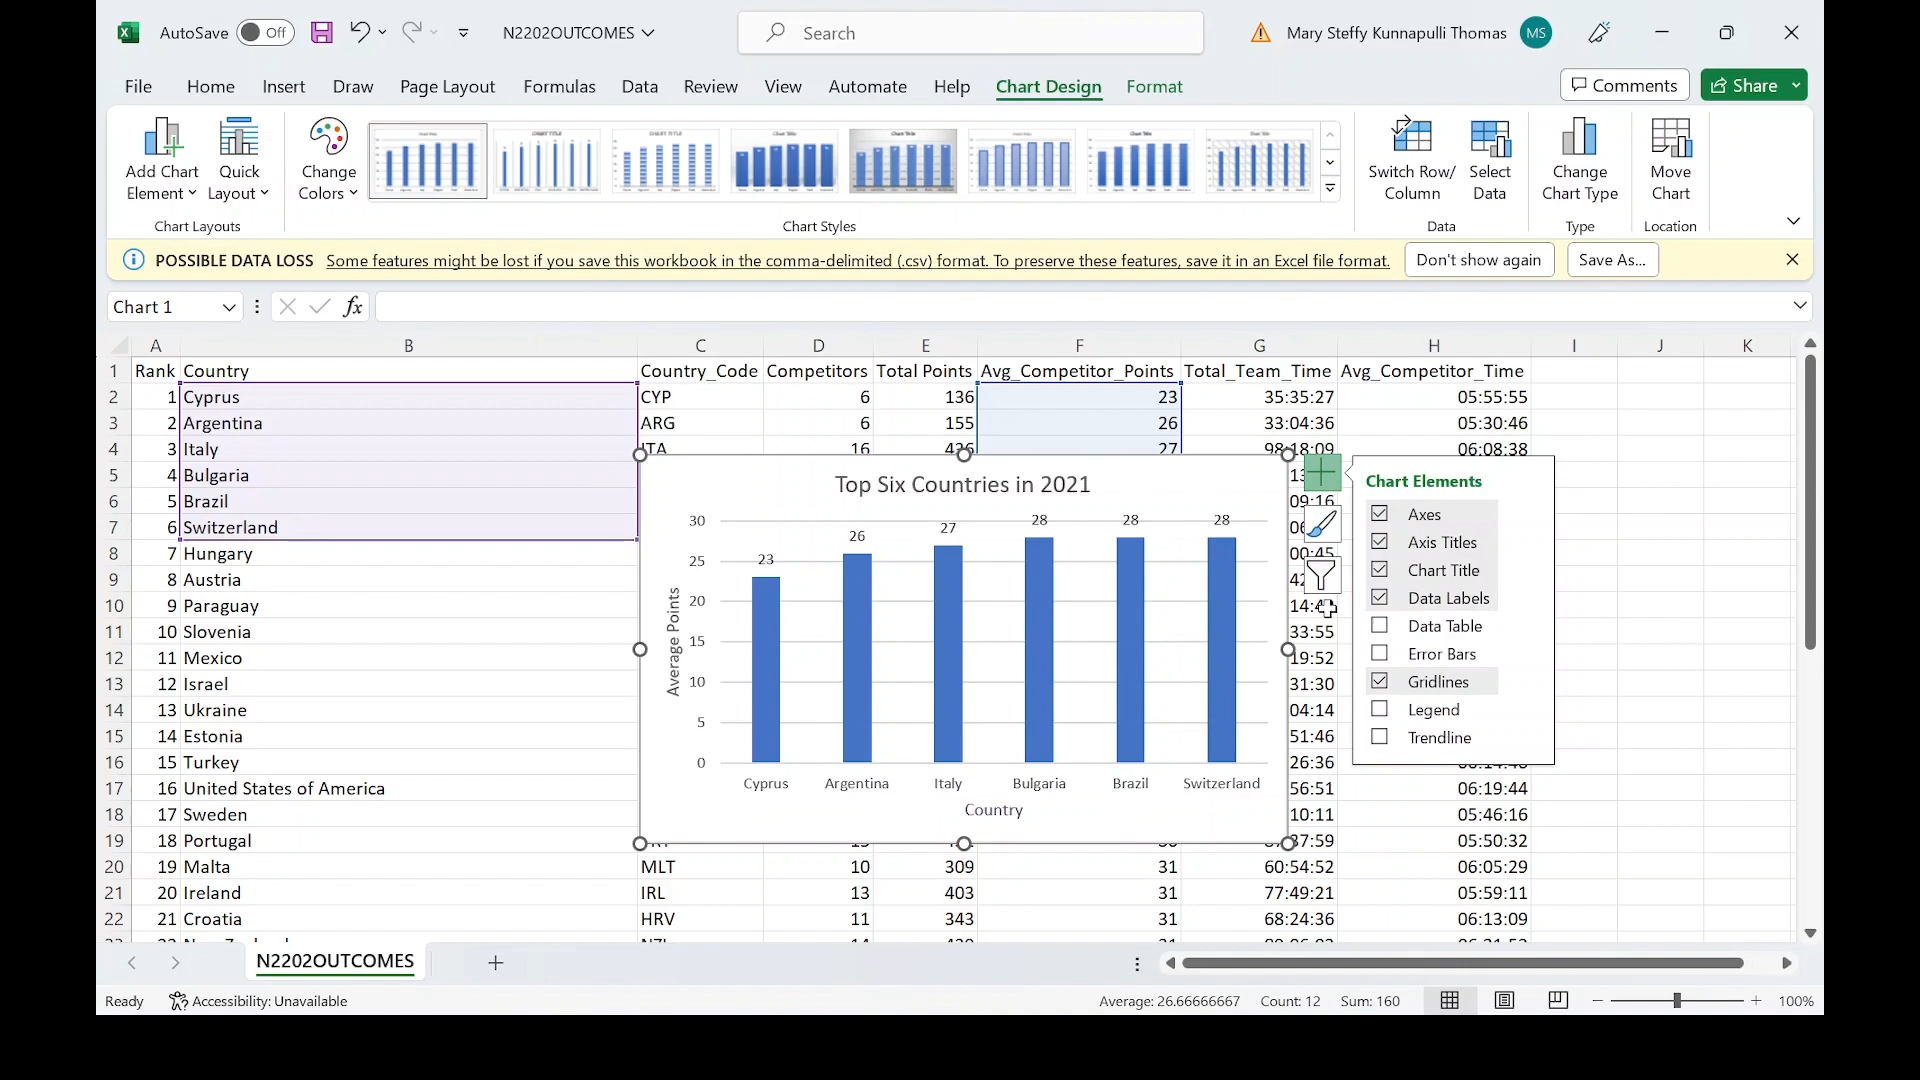 AutoSave Off N2202OUTCOMES Search Mary Steffy Kunnapulli Thomas MS
File Home Insert Draw Page Layout Formulas Data Review View Automate Help Chart Design Format Comments Share
Add Chart Element Quick Layout Change Colors Switch Row/ Column Select Data Change Chart Type Move Chart
Chart Layouts Chart Styles Data Type Location
POSSIBLE DATA LOSS Some features might be lost if you save this workbook in the comma-delimited (.csv) format. To preserve these features, save it in an Excel file format. Don't show again Save As...
Chart 1 fx
A B C D E F G H I J K
1 Rank Country Country_Code Competitors Total Points Avg_Competitor_Points Total_Team_Time Avg_Competitor_Time
2 1 Cyprus CYP 6 136 23 35:35:27 05:55:55
3 2 Argentina ARG 6 155 26 33:04:36 05:30:46
4 3 Italy ITA 16 436 27 98:18:09 06:08:38
5 4 Bulgaria
6 5 Brazil 09:16
7 6 Switzerland
8 7 Hungary 00:45
9 8 Austria
10 9 Paraguay
11 10 Slovenia 33:55
12 11 Mexico 19:52
13 12 Israel 31:30
14 13 Ukraine 04:14
15 14 Estonia 51:46
16 15 Turkey 26:36
17 16 United States of America 56:51 06:19:44
18 17 Sweden 10:11 05:46:16
19 18 Portugal 37:59 05:50:32
20 19 Malta MLT 10 309 31 60:54:52 06:05:29
21 20 Ireland IRL 13 403 31 77:49:21 05:59:11
22 21 Croatia HRV 11 343 31 68:24:36 06:13:09
Top Six Countries in 2021
30
25
20
15
10
5
0
Average Points
23 26 27 28 28 28
Cyprus Argentina Italy Bulgaria Brazil Switzerland
Country
Chart Elements
Axes
Axis Titles
Chart Title
Data Labels
Data Table
Error Bars
Gridlines
Legend
Trendline
N2202OUTCOMES
Ready Accessibility: Unavailable Average: 26.66666667 Count: 12 Sum: 160 100%